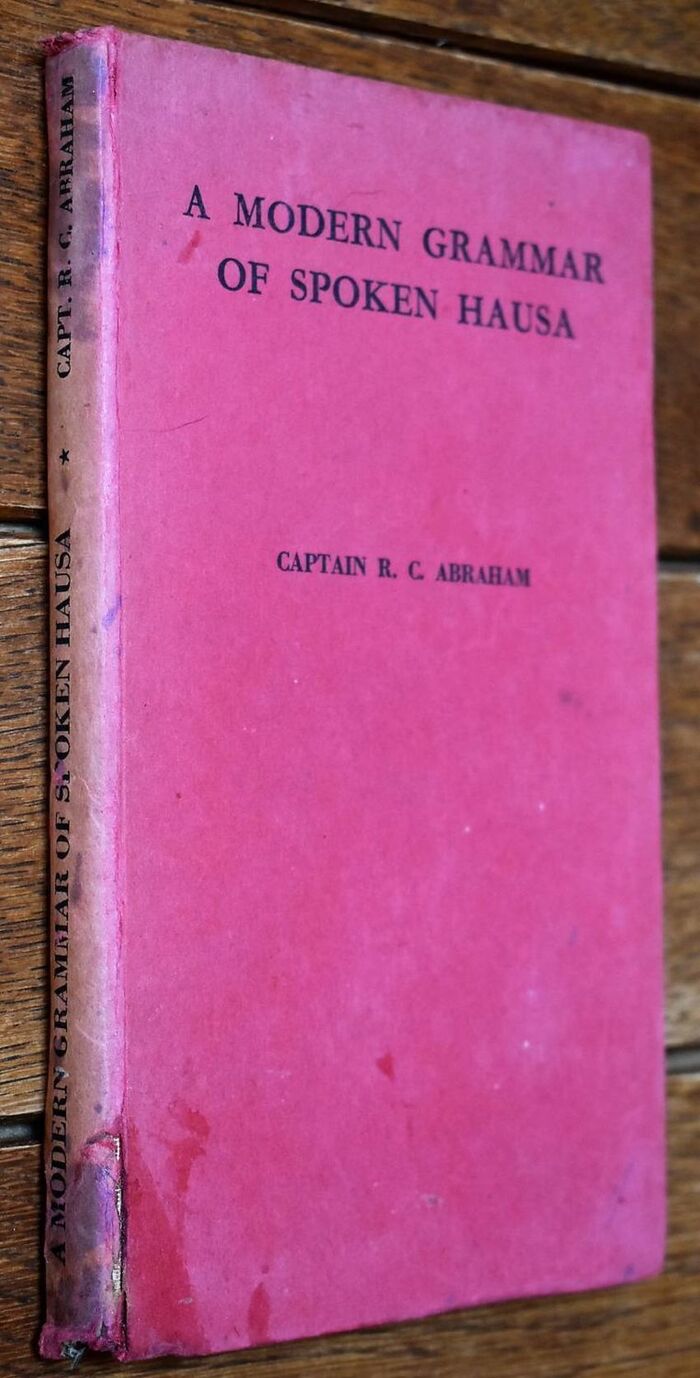 A MODERN GRAMMAR
OF SPOKEN HAUSA
CAPTAIN R. C. ABRAHAM
A MODERN GRAMMAR OF SPOKEN HAUSA ★ CAPT. R. C. ABRAHAM